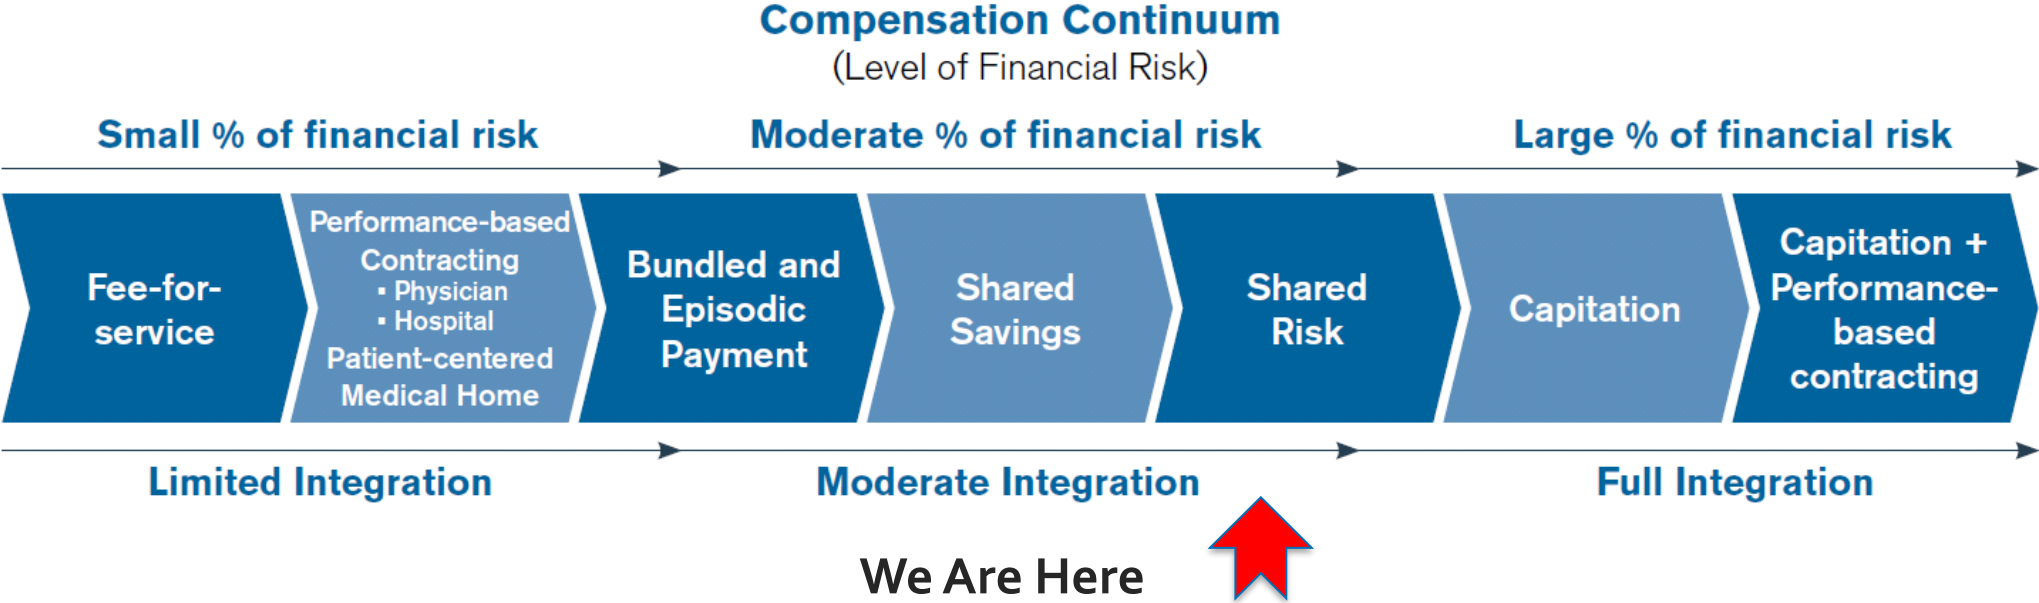 Compensation Continuum
(Level of Financial Risk)
Small % of financial risk
Moderate % of financial risk
Large % of financial risk
Fee-for-
service
Performance-based
Contracting
▪ Physician
▪ Hospital
Patient-centered
Medical Home
Bundled and
Episodic
Payment
Shared
Savings
Shared
Risk
Capitation
Capitation +
Performance-
based
contracting
Limited Integration
Moderate Integration
Full Integration
We Are Here